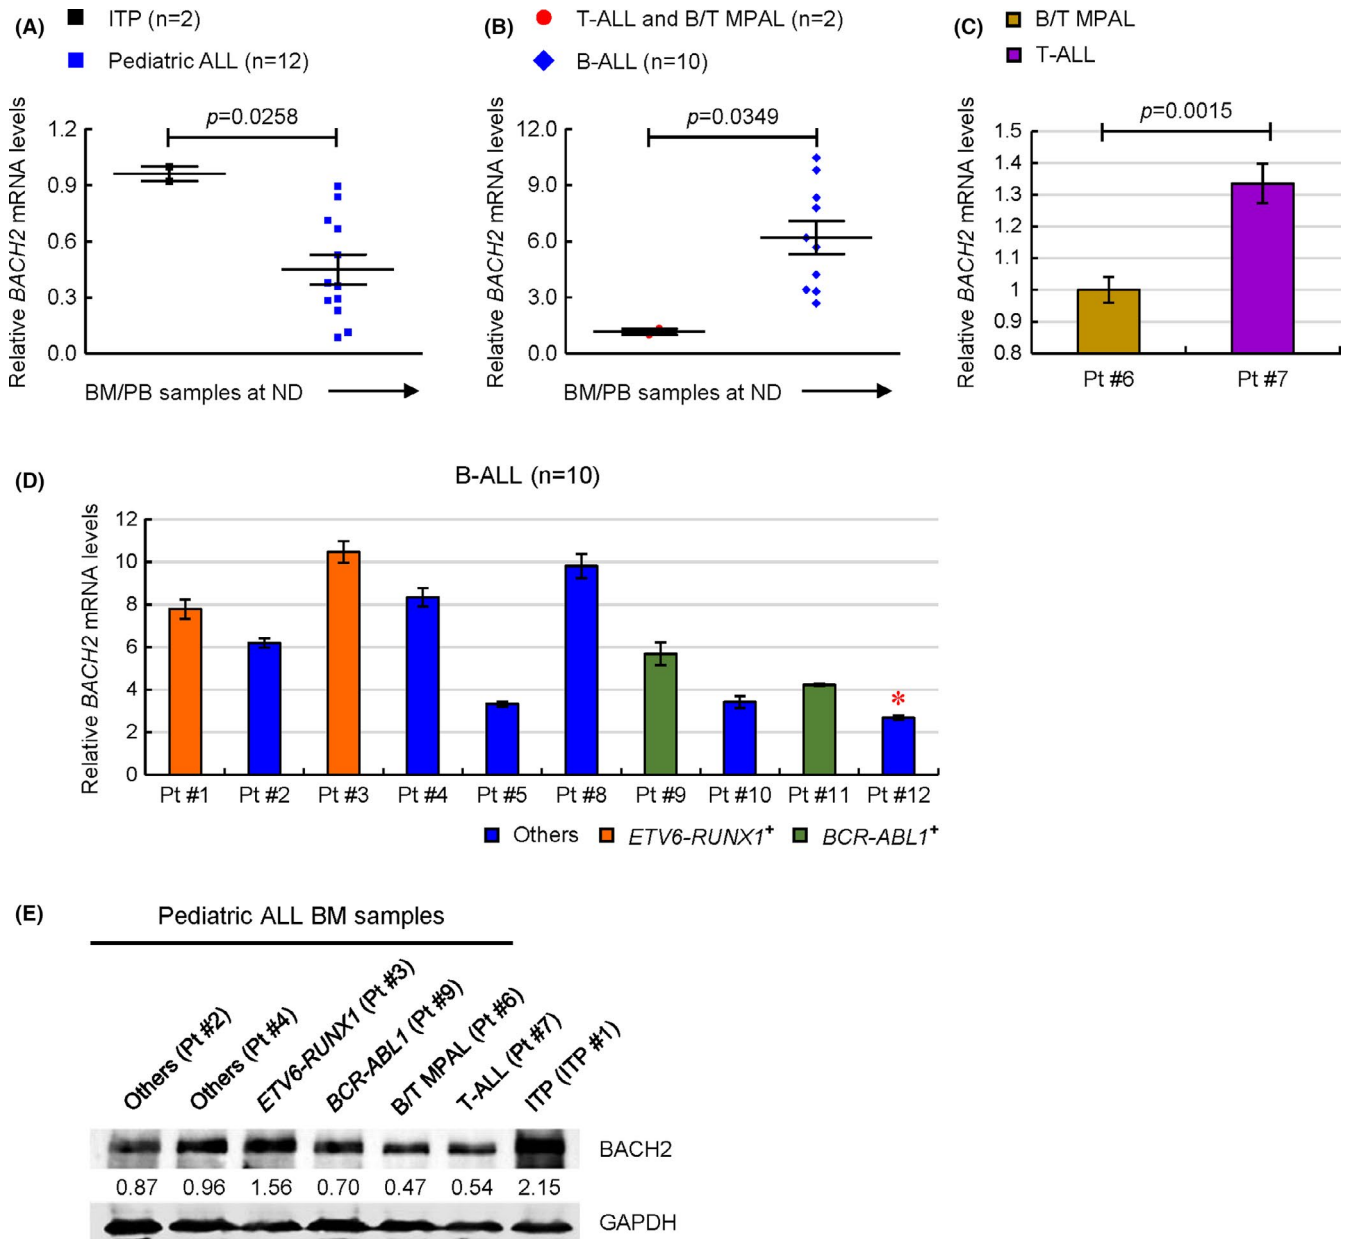 (A)
ITP (n=2)
Pediatric ALL (n=12)
p=0.0258
Relative BACH2 mRNA levels
1.2
0.9
0.6
0.3
0.0
BM/PB samples at ND
(B)
T-ALL and B/T MPAL (n=2)
B-ALL (n=10)
p=0.0349
Relative BACH2 mRNA levels
12.0
9.0
6.0
3.0
0.0
BM/PB samples at ND
(C)
B/T MPAL
T-ALL
p=0.0015
Relative BACH2 mRNA levels
1.5
1.4
1.3
1.2
1.1
1
0.9
0.8
Pt #6 Pt #7
(D)
B-ALL (n=10)
Relative BACH2 mRNA levels
12
10
8
6
4
2
0
*
Pt #1 Pt #2 Pt #3 Pt #4 Pt #5 Pt #8 Pt #9 Pt #10 Pt #11 Pt #12
Others ETV6-RUNX1+ BCR-ABL1+
(E)
Pediatric ALL BM samples
Others (Pt #2)
Others (Pt #4)
ETV6-RUNX1 (Pt #3)
BCR-ABL1 (Pt #9)
B/T MPAL (Pt #6)
T-ALL (Pt #7)
ITP (ITP #1)
BACH2
0.87 0.96 1.56 0.70 0.47 0.54 2.15
GAPDH